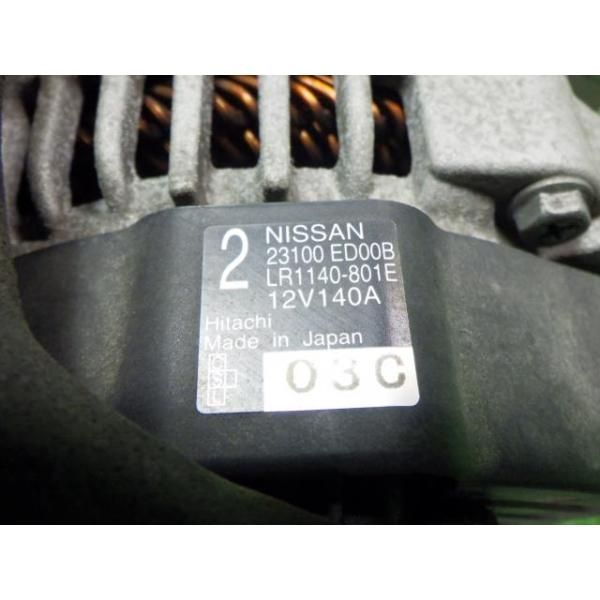 2 NISSAN
23100 ED00B
LR1140-801E
12V140A
Hitachi
Made in Japan
C
S
L
03C